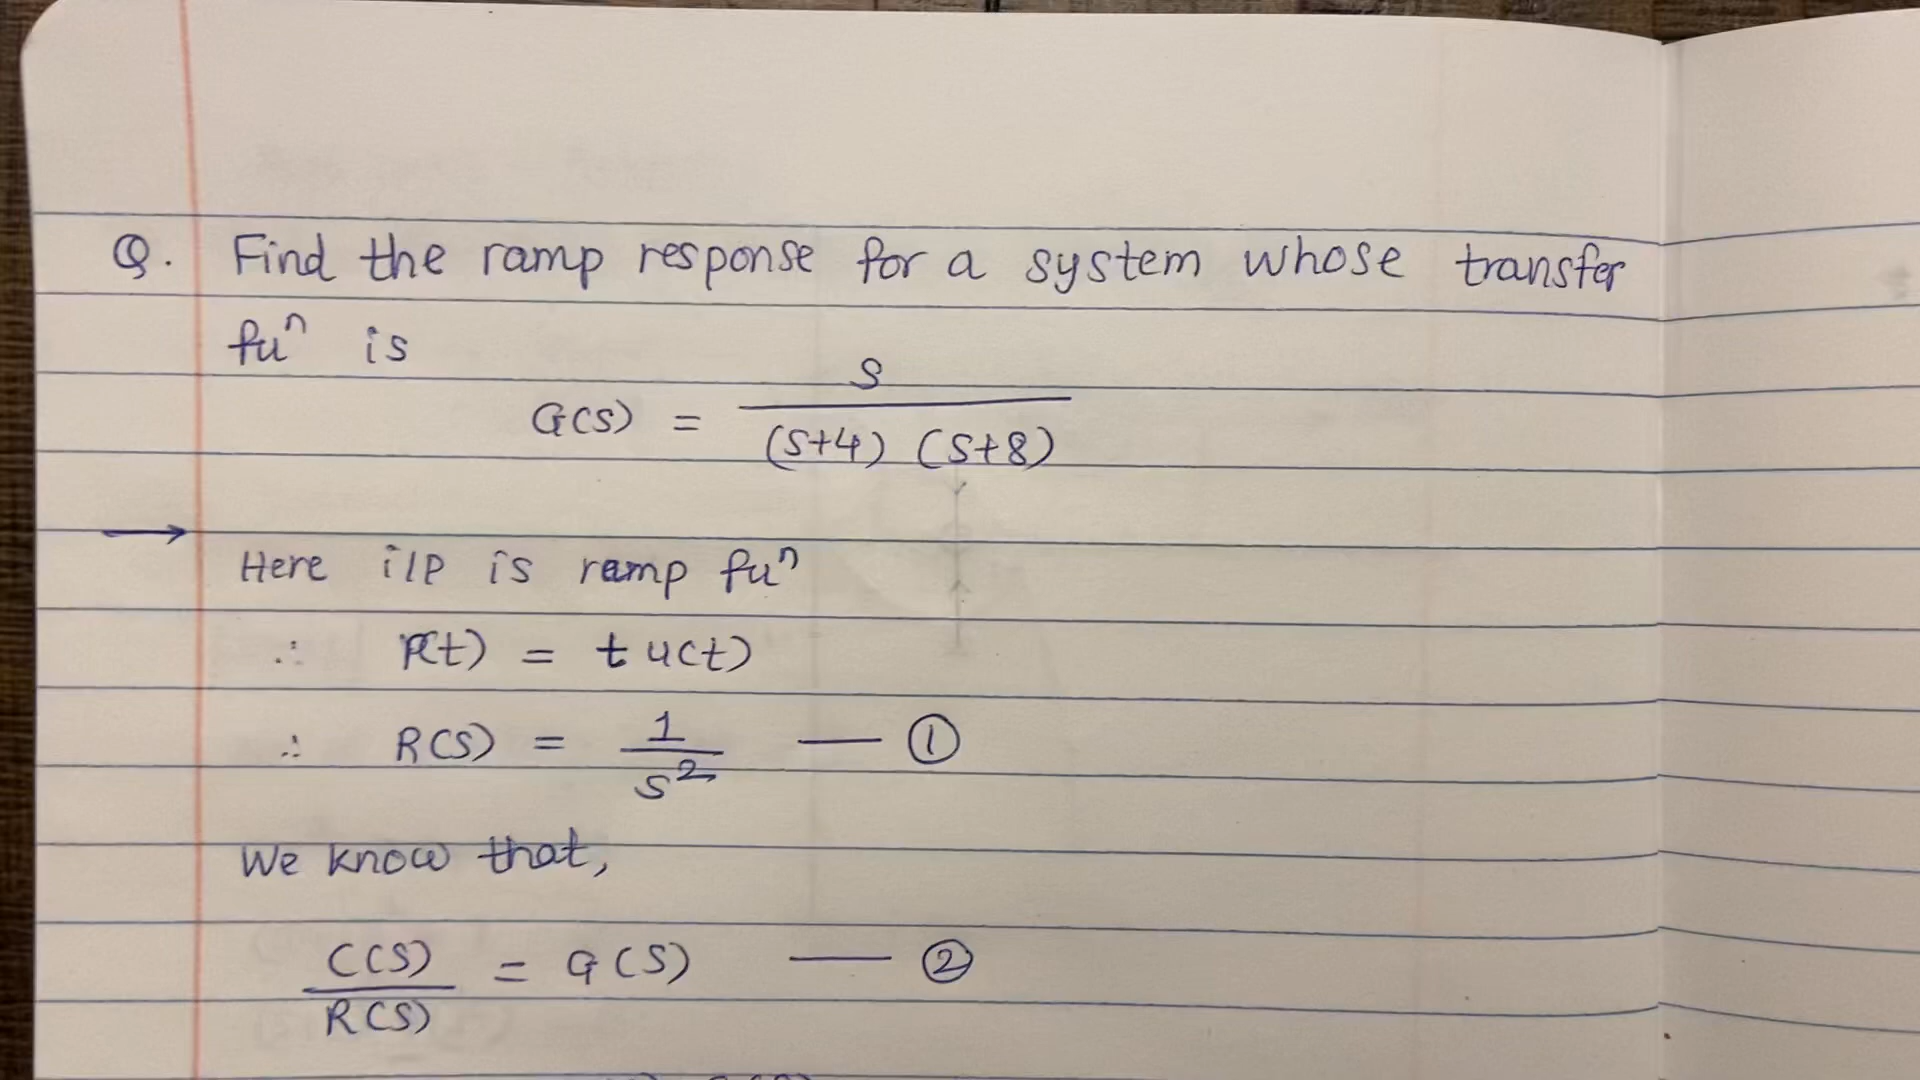 Q. Find the ramp response for a system whose transfer
fuⁿ is
G(s) = s / (s+4) (s+8)
→
Here i/p is ramp fuⁿ
∴ r(t) = t u(t)
∴ R(s) = 1 / s² — ①
We know that,
C(s) / R(s) = G(s) — ②